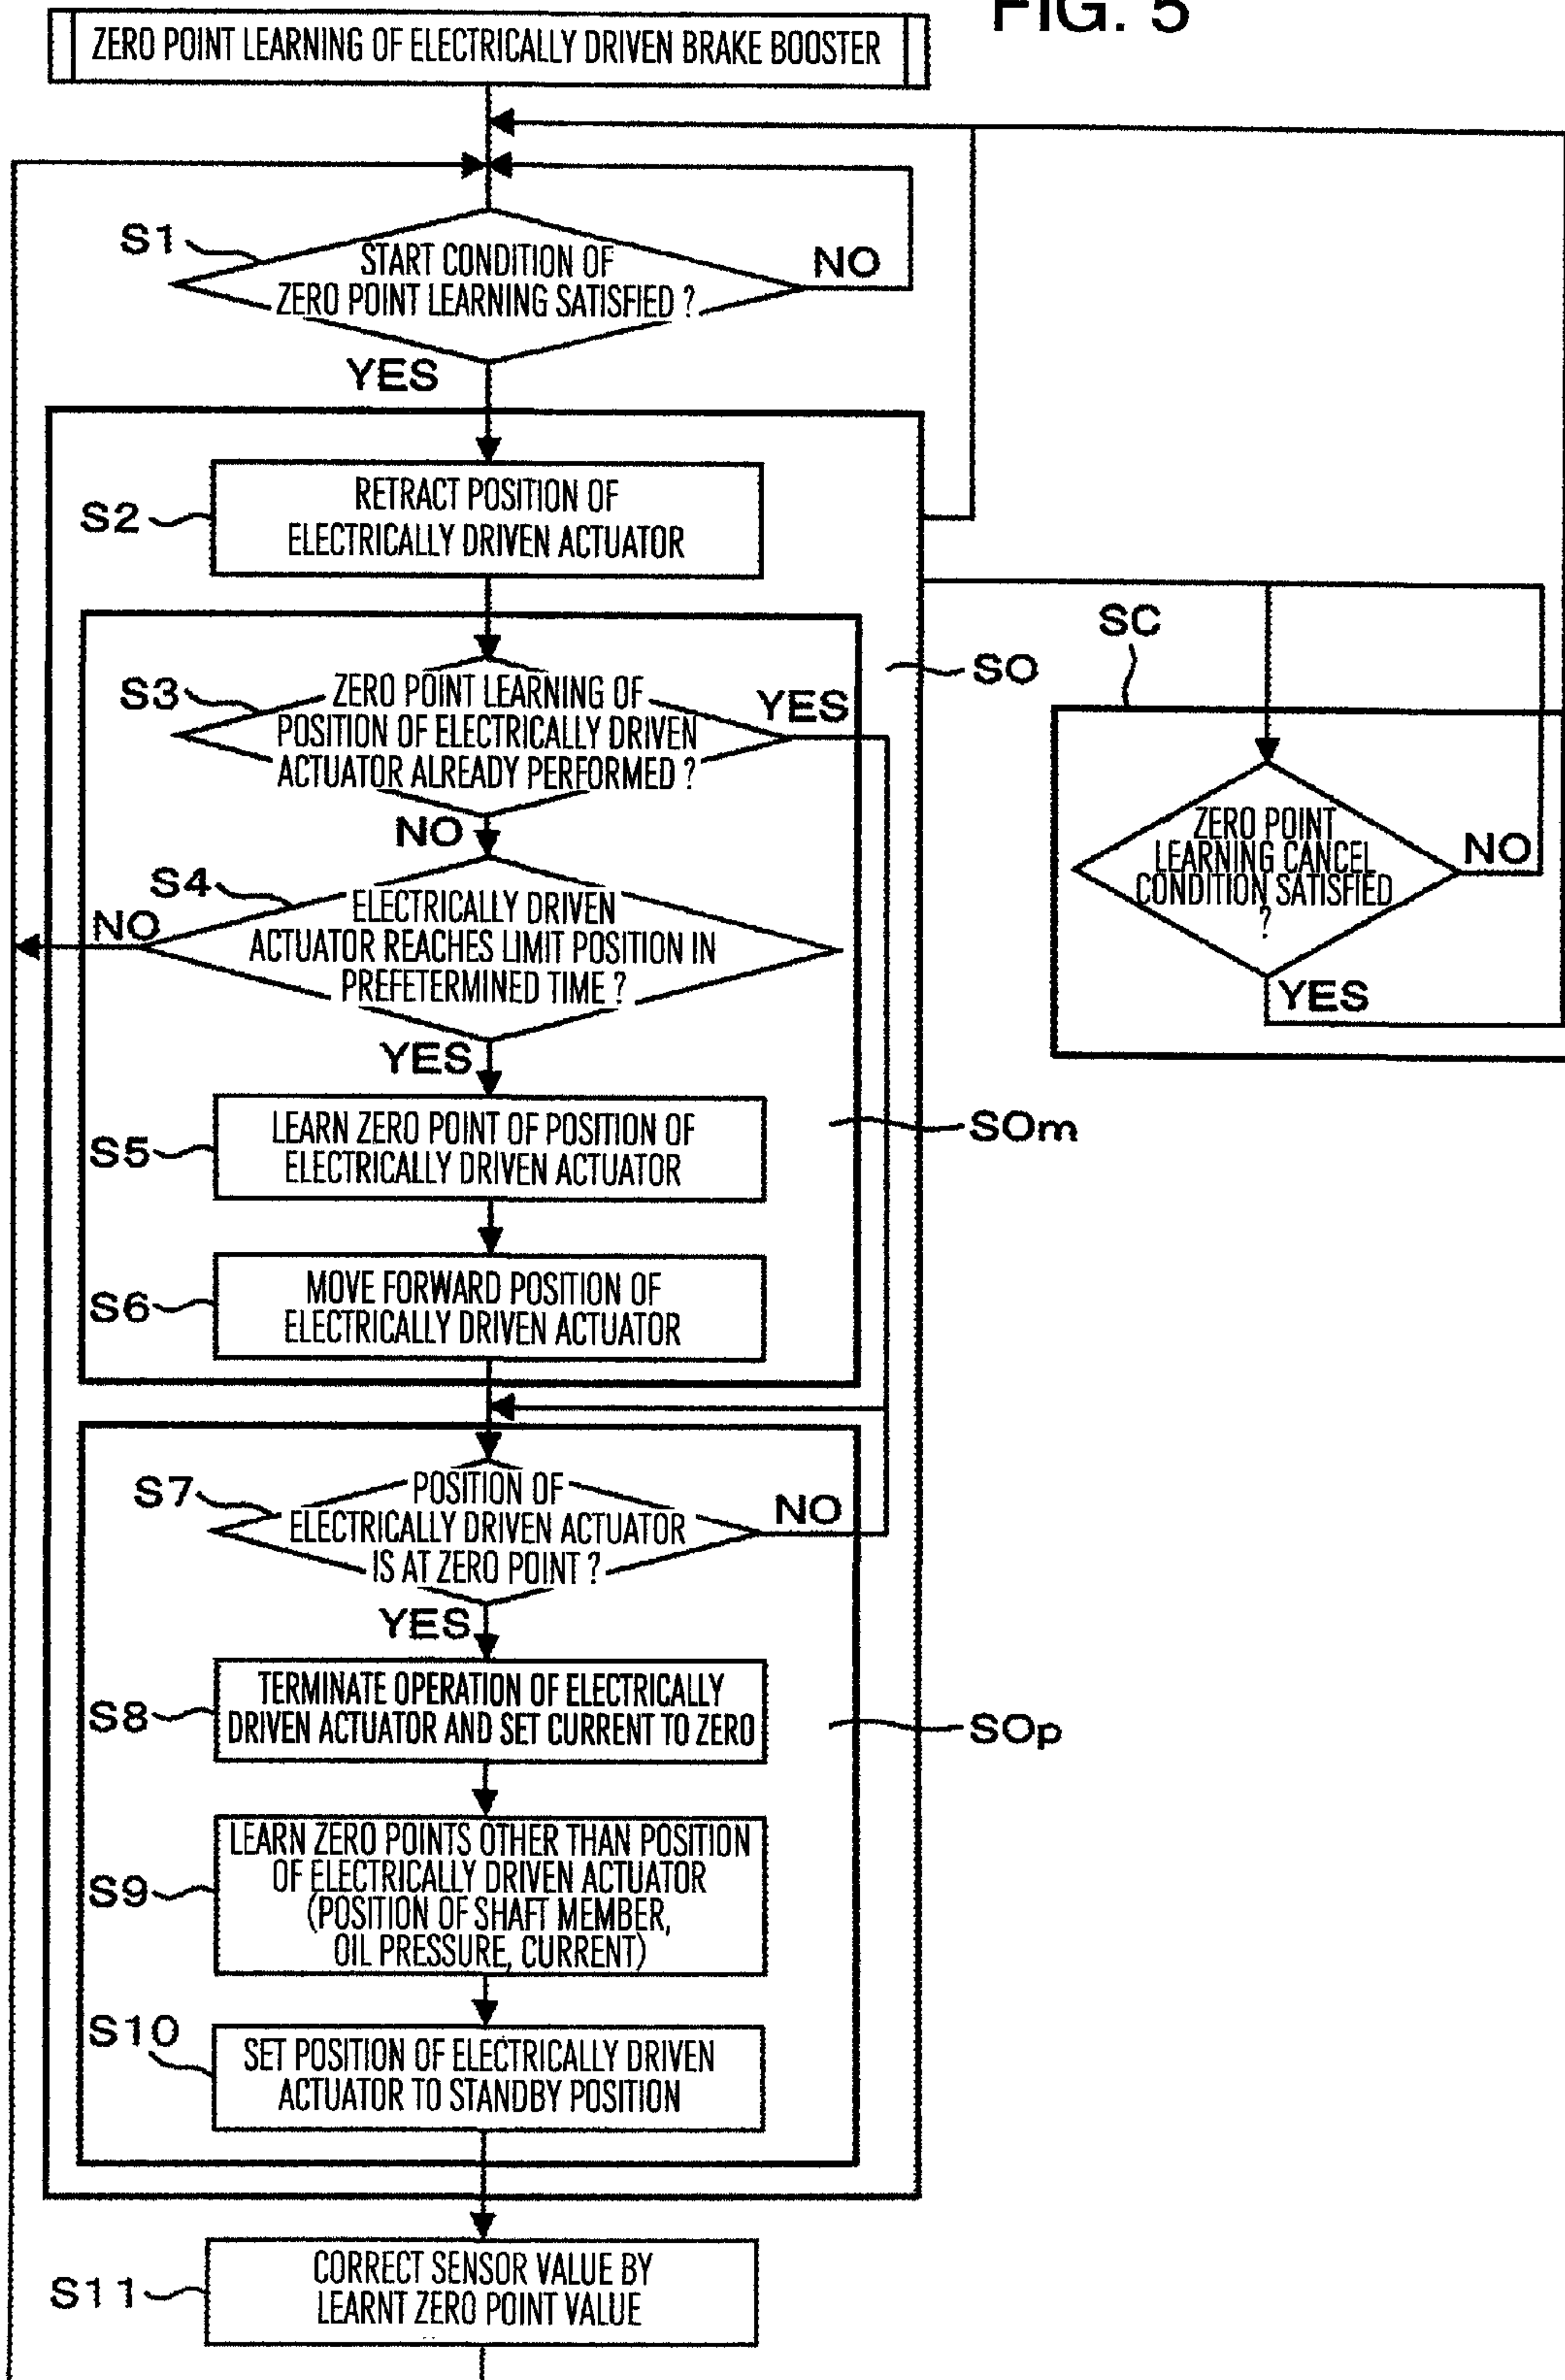 FIG. 5
ZERO POINT LEARNING OF ELECTRICALLY DRIVEN BRAKE BOOSTER
S1
START CONDITION OF
ZERO POINT LEARNING SATISFIED ?
NO
YES
S2
RETRACT POSITION OF
ELECTRICALLY DRIVEN ACTUATOR
SO
SC
S3
ZERO POINT LEARNING OF
POSITION OF ELECTRICALLY DRIVEN
ACTUATOR ALREADY PERFORMED ?
YES
NO
ZERO POINT
LEARNING CANCEL
CONDITION SATISFIED
?
NO
YES
S4
ELECTRICALLY DRIVEN
ACTUATOR REACHES LIMIT POSITION IN
PREFETERMINED TIME ?
NO
YES
S5
LEARN ZERO POINT OF POSITION OF
ELECTRICALLY DRIVEN ACTUATOR
SOm
S6
MOVE FORWARD POSITION OF
ELECTRICALLY DRIVEN ACTUATOR
S7
POSITION OF
ELECTRICALLY DRIVEN ACTUATOR
IS AT ZERO POINT ?
NO
YES
S8
TERMINATE OPERATION OF ELECTRICALLY
DRIVEN ACTUATOR AND SET CURRENT TO ZERO
SOp
S9
LEARN ZERO POINTS OTHER THAN POSITION
OF ELECTRICALLY DRIVEN ACTUATOR
(POSITION OF SHAFT MEMBER,
OIL PRESSURE, CURRENT)
S10
SET POSITION OF ELECTRICALLY DRIVEN
ACTUATOR TO STANDBY POSITION
S11
CORRECT SENSOR VALUE BY
LEARNT ZERO POINT VALUE